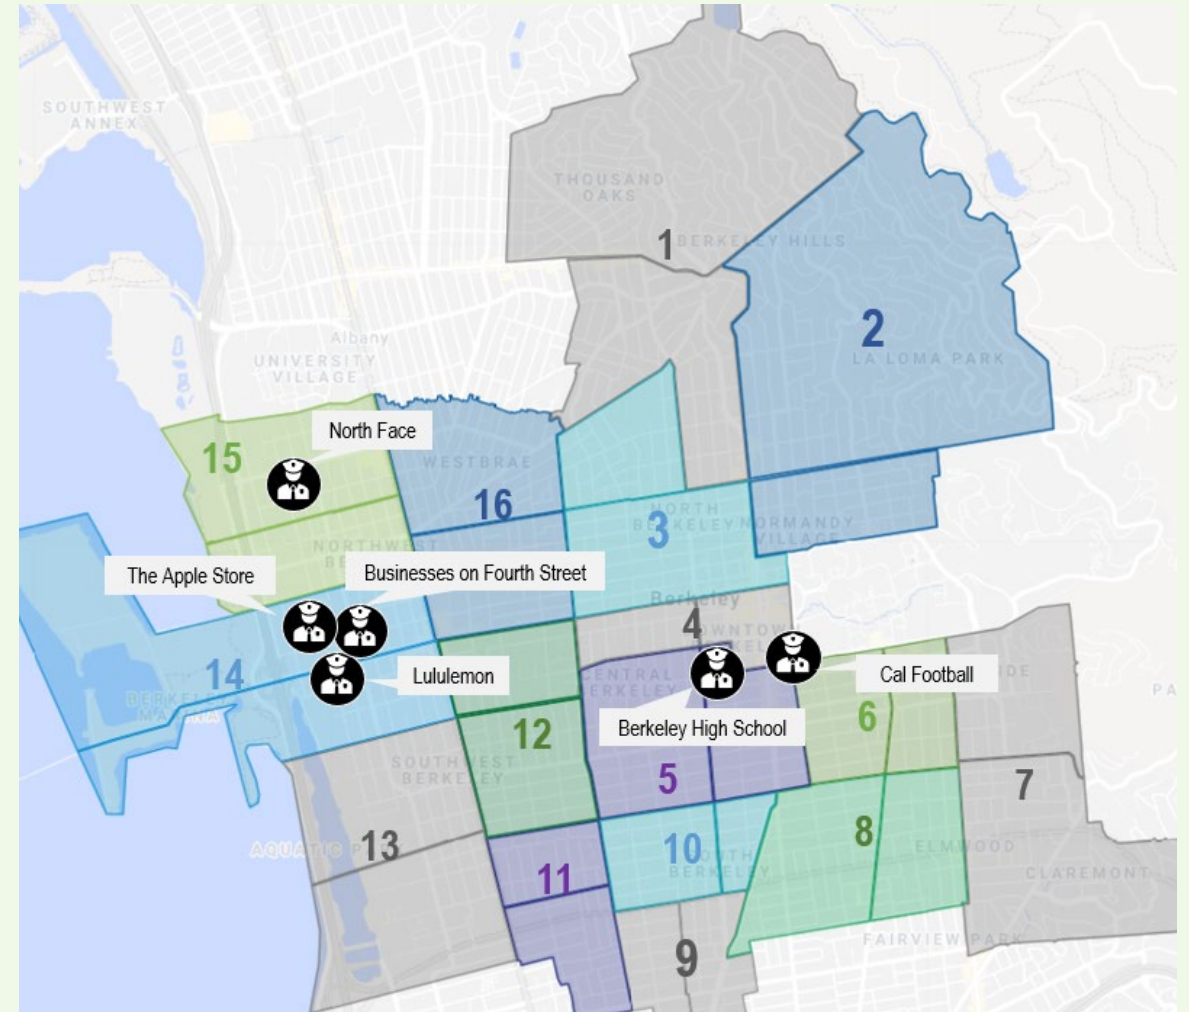 SOUTHWEST
ANNEX
THOUSAND
OAKS
1
BERKELEY HILLS
2
LA LOMA PARK
Albany
UNIVERSITY
VILLAGE
North Face
15
WESTBRAE
16
NORTH
BERKELEY
NORMANDY
VILLAGE
3
NORTHWEST
The Apple Store
Businesses on Fourth Street
Berkeley
4
14
Lululemon
CENTRAL
BERKELEY
Cal Football
Berkeley High School
6
12
5
SOUTHWEST
BERKELEY
7
13
AQUATIC P
10
8
ELMWOOD
BERKELEY
11
CLAREMONT
FAIRVIEW PARK
9
PA